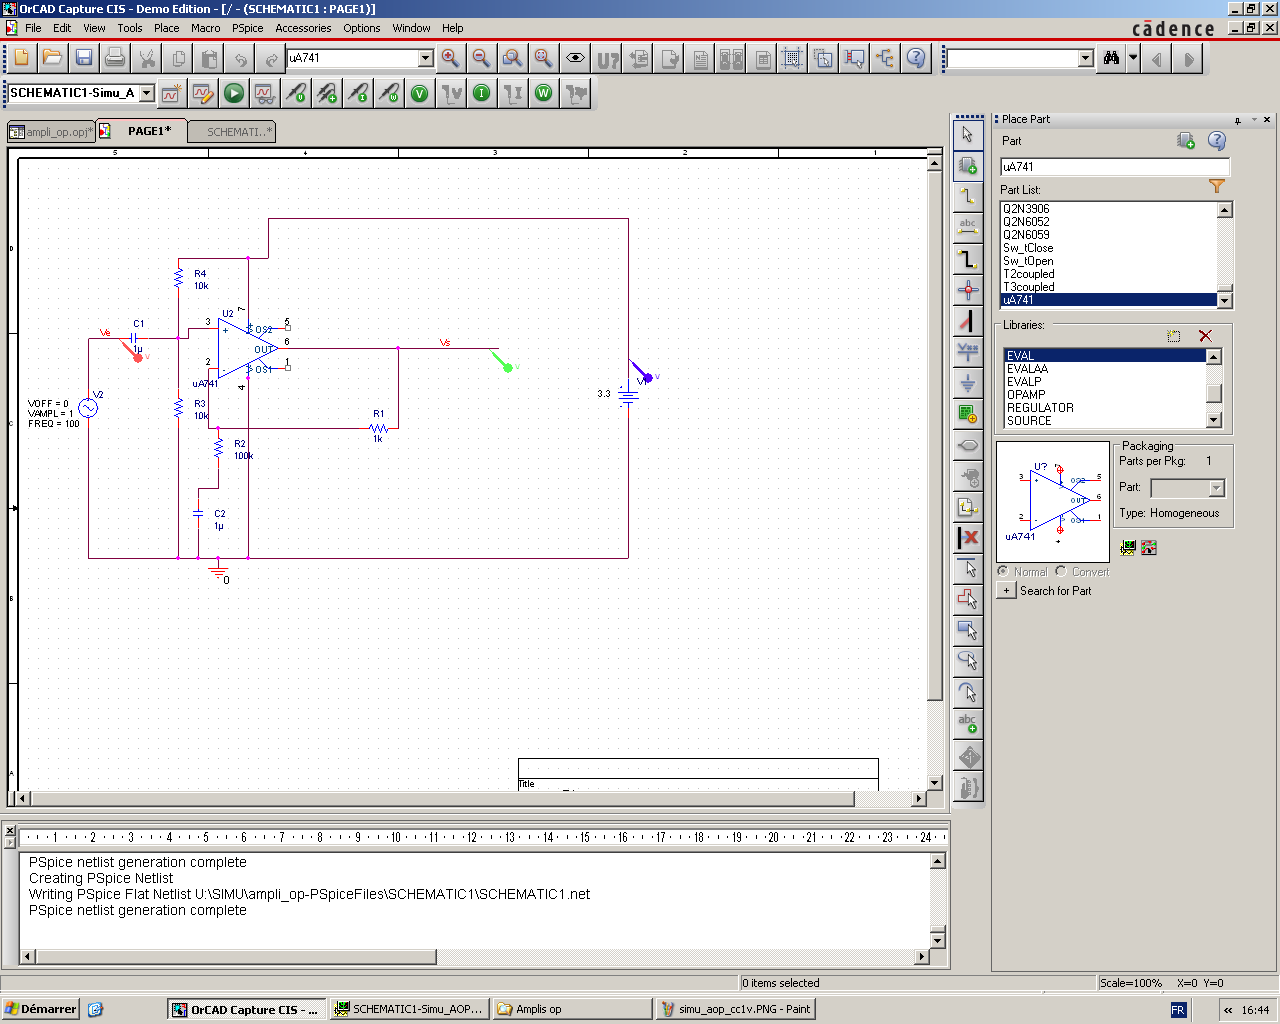 OrCAD Capture CIS - Demo Edition - [/ - (SCHEMATIC1 : PAGE1)]
File Edit View Tools Place Macro PSpice Accessories Options Window Help
cādence
uA741
U?
SCHEMATIC1-Simu_A
V V I I W
ampli_op.opj* PAGE1* SCHEMATI..*
5 4 3 2 1
D
C
B
A
R4
10k
C1
1µ
Ve
U2
3
2
7
4
5
6
1
+
-
OS2
OUT
OS1
uA741
Vs
V2
VOFF = 0
VAMPL = 1
FREQ = 100
R3
10k
R1
1k
R2
100k
C2
1µ
0
3.3
Title
Place Part
Part
uA741
Part List:
Q2N3906
Q2N6052
Q2N6059
Sw_tClose
Sw_tOpen
T2coupled
T3coupled
uA741
Libraries:
EVAL
EVALAA
EVALP
OPAMP
REGULATOR
SOURCE
U?
3 5
OS2
OUT 6
2 OS1 1
uA741
Packaging
Parts per Pkg: 1
Part:
Type: Homogeneous
Normal Convert
+ Search for Part
abc
abc
1 2 3 4 5 6 7 8 9 10 11 12 13 14 15 16 17 18 19 20 21 22 23 24
PSpice netlist generation complete
Creating PSpice Netlist
Writing PSpice Flat Netlist U:\SIMU\ampli_op-PSpiceFiles\SCHEMATIC1\SCHEMATIC1.net
PSpice netlist generation complete
0 items selected Scale=100% X=0 Y=0
Démarrer OrCAD Capture CIS - ... SCHEMATIC1-Simu_AOP... Amplis op simu_aop_cc1v.PNG - Paint FR « 16:44